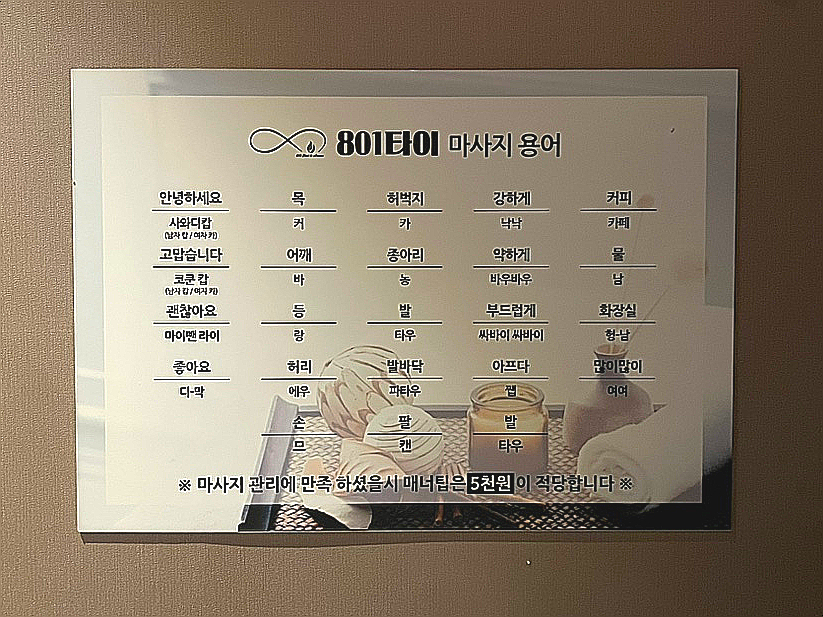 801타이 마사지 용어
안녕하세요 목 허벅지 강하게 커피
사와디캅 커 카 낙낙 카페
(남자 캅 / 여자 카)
고맙습니다 어깨 종아리 약하게 물
코쿤 캅 바 농 바우바우 남
(남자 캅 / 여자 카)
괜찮아요 등 발 부드럽게 화장실
마이뺀 라이 랑 타우 싸바이 싸바이 헝-남
좋아요 허리 발바닥 아프다 많이많이
디-막 에우 파타우 쩹 여여
손 팔 발
므 캔 타우
※ 마사지 관리에 만족 하셨을시 매너팁은 5천원 이 적당합니다 ※